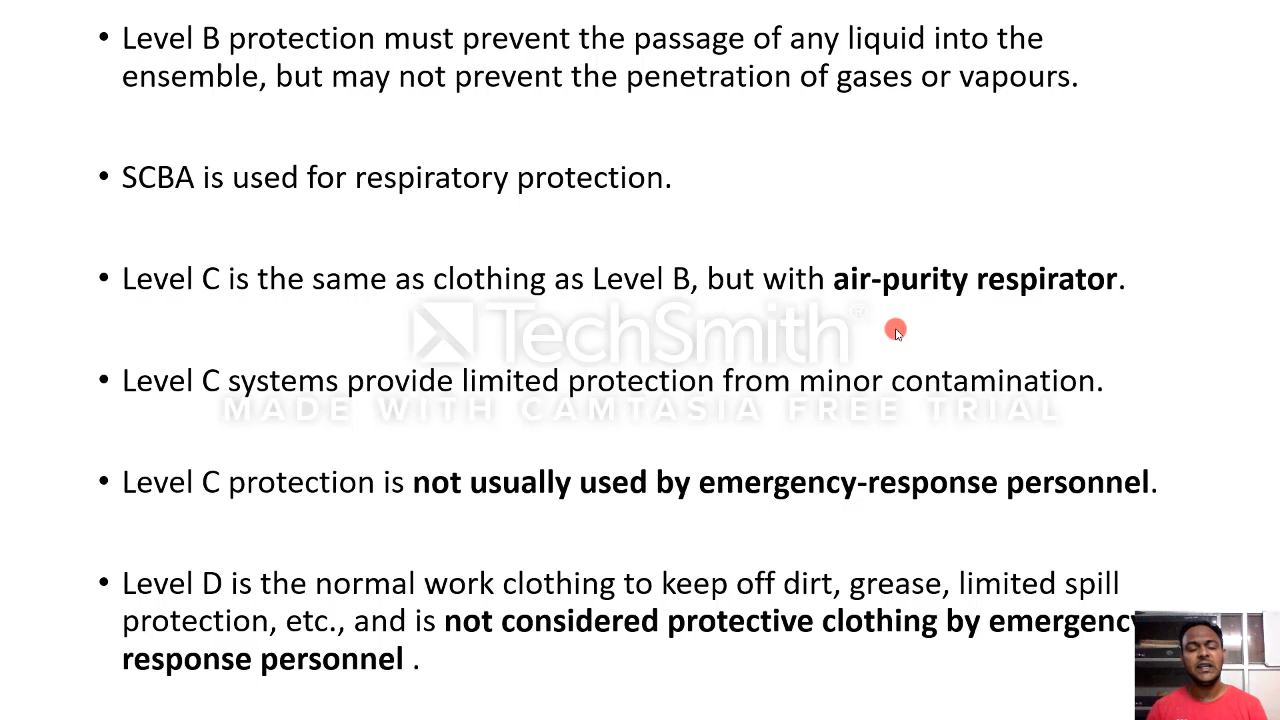 • Level B protection must prevent the passage of any liquid into the
ensemble, but may not prevent the penetration of gases or vapours.
• SCBA is used for respiratory protection.
• Level C is the same as clothing as Level B, but with air-purity respirator.
TechSmith®
• Level C systems provide limited protection from minor contamination.
MADE WITH CAMTASIA FREE TRIAL
• Level C protection is not usually used by emergency-response personnel.
• Level D is the normal work clothing to keep off dirt, grease, limited spill
protection, etc., and is not considered protective clothing by emergency
response personnel .